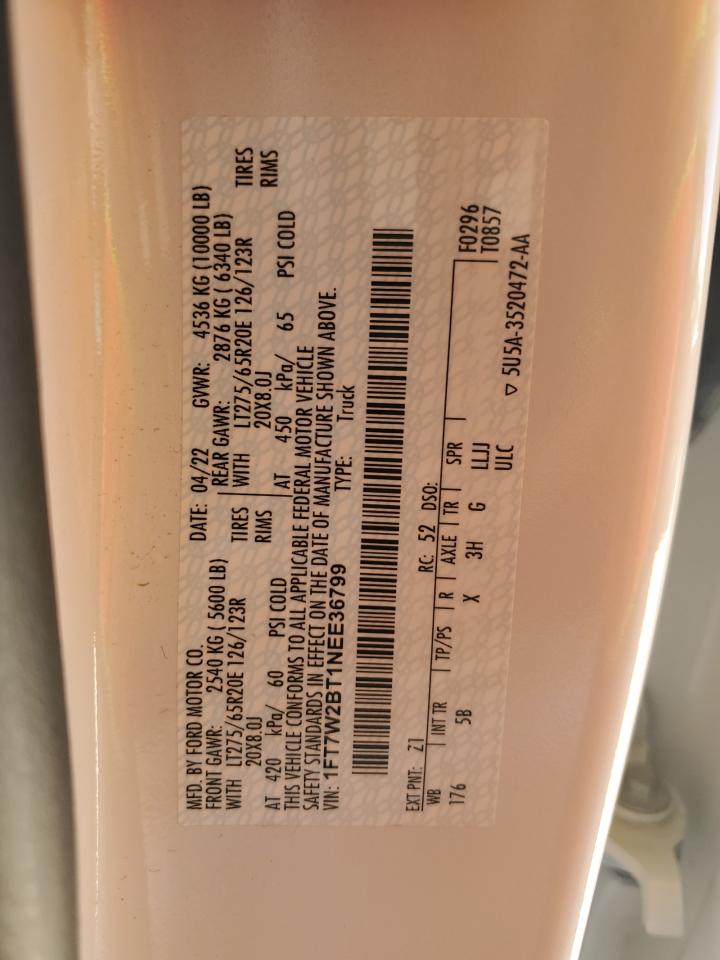 MFD. BY FORD MOTOR CO. DATE: 04/22 GVWR: 4536 KG (10000 LB)
FRONT GAWR: 2540 KG ( 5600 LB) REAR GAWR: 2876 KG ( 6340 LB)
WITH LT275/65R20E 126/123R TIRES WITH LT275/65R20E 126/123R TIRES
20X8.0J RIMS 20X8.0J RIMS
AT 420 kPa/ 60 PSI COLD AT 450 kPa/ 65 PSI COLD
THIS VEHICLE CONFORMS TO ALL APPLICABLE FEDERAL MOTOR VEHICLE
SAFETY STANDARDS IN EFFECT ON THE DATE OF MANUFACTURE SHOWN ABOVE.
VIN: 1FT7W2BT1NEE36799 TYPE: Truck
EXT PNT: Z1 RC: 52 DSO:
WB INT TR TP/PS R AXLE TR SPR F0296
176 5B X 3H G LLJJ T0857
ULC
▽ 5U5A-3520472-AA